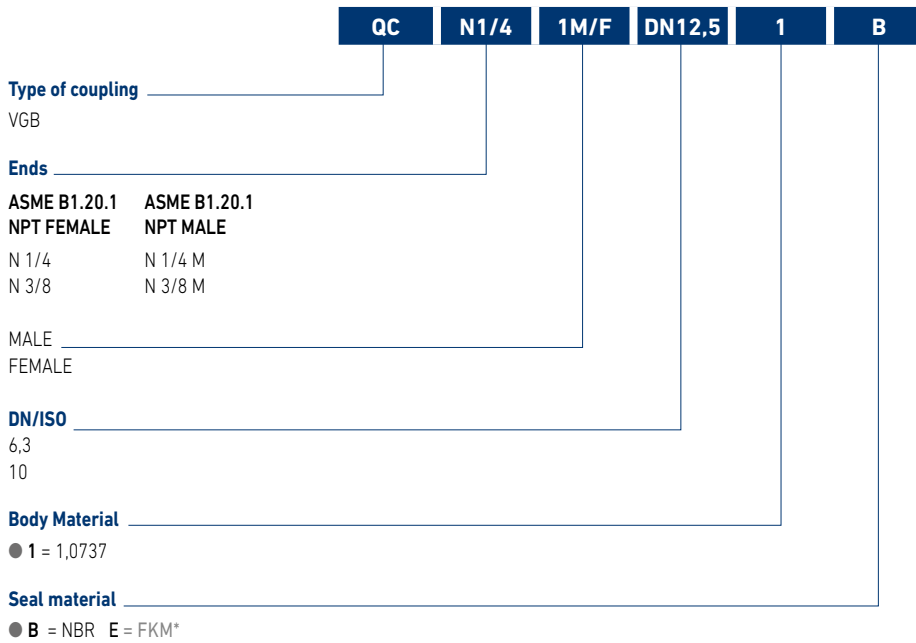 QC N1/4 1M/F DN12,5 1 B
Type of coupling
VGB
Ends
ASME B1.20.1 ASME B1.20.1
NPT FEMALE NPT MALE
N 1/4 N 1/4 M
N 3/8 N 3/8 M
MALE
FEMALE
DN/ISO
6,3
10
Body Material
● 1 = 1,0737
Seal material
● B = NBR E = FKM*